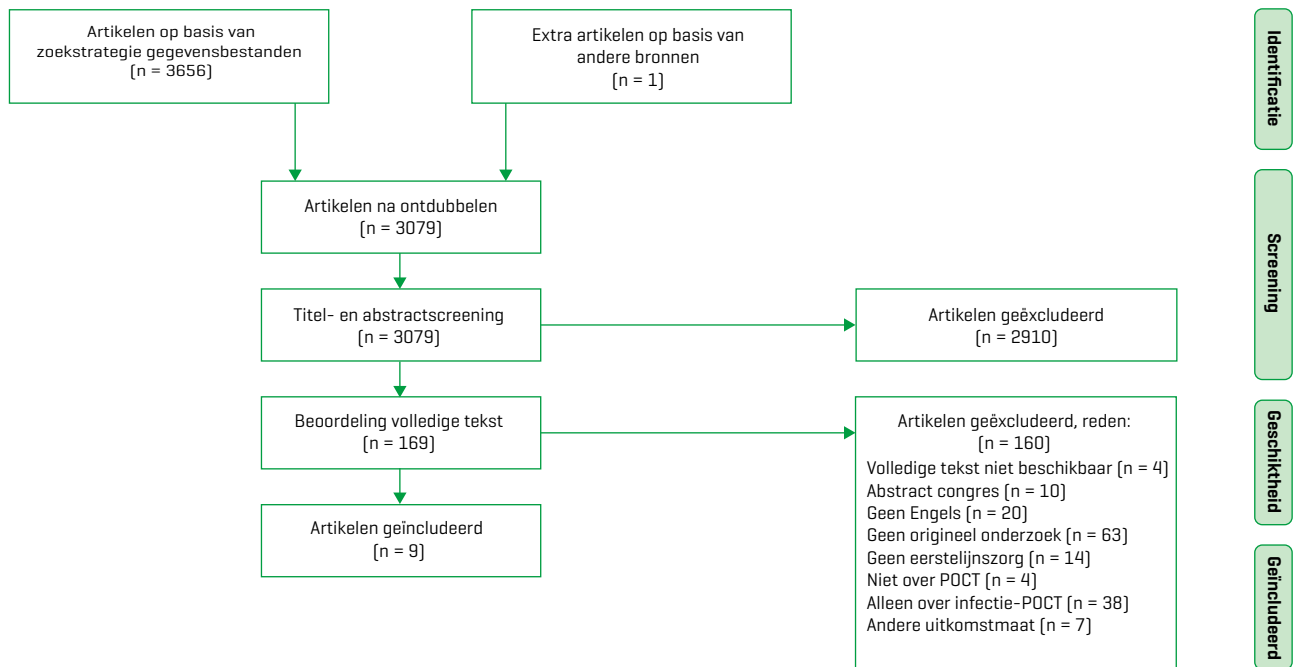 Artikelen op basis van
zoekstrategie gegevensbestanden
(n = 3656)
Extra artikelen op basis van
andere bronnen
(n = 1)
Identificatie
Artikelen na ontdubbelen
(n = 3079)
Screening
Titel- en abstractscreening
(n = 3079)
Artikelen geëxcludeerd
(n = 2910)
Beoordeling volledige tekst
(n = 169)
Artikelen geëxcludeerd, reden:
(n = 160)
Volledige tekst niet beschikbaar (n = 4)
Abstract congres (n = 10)
Geen Engels (n = 20)
Geen origineel onderzoek (n = 63)
Geen eerstelijnszorg (n = 14)
Niet over POCT (n = 4)
Alleen over infectie-POCT (n = 38)
Andere uitkomstmaat (n = 7)
Geschiktheid
Artikelen geïncludeerd
(n = 9)
Geïncludeerd